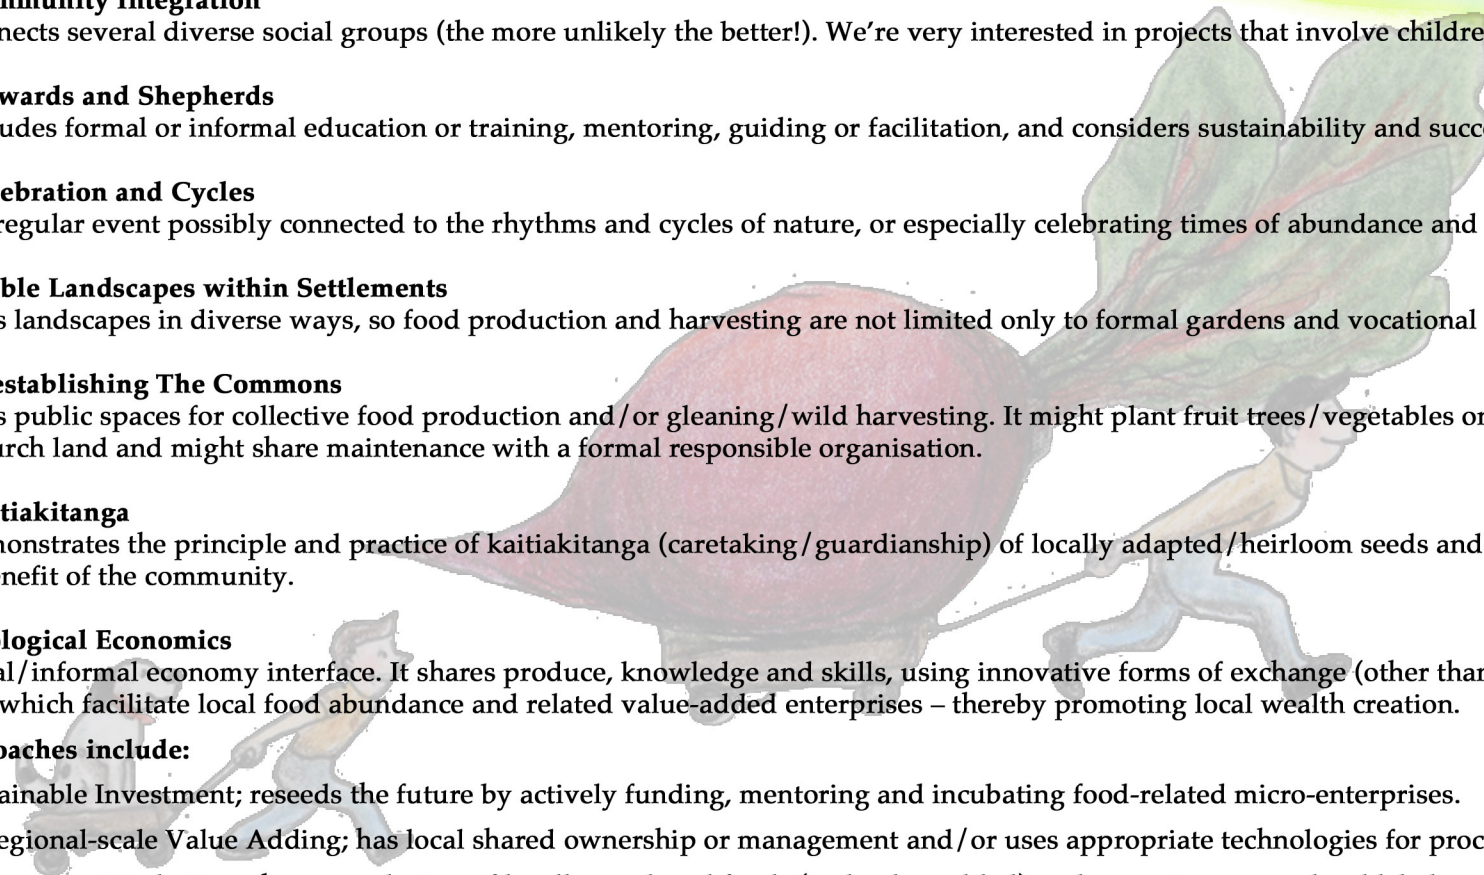 mmunity Integration
nects several diverse social groups (the more unlikely the better!). We’re very interested in projects that involve childre
wards and Shepherds
udes formal or informal education or training, mentoring, guiding or facilitation, and considers sustainability and succ
ebration and Cycles
regular event possibly connected to the rhythms and cycles of nature, or especially celebrating times of abundance and
ble Landscapes within Settlements
s landscapes in diverse ways, so food production and harvesting are not limited only to formal gardens and vocational
establishing The Commons
s public spaces for collective food production and/or gleaning/wild harvesting. It might plant fruit trees/vegetables on
urch land and might share maintenance with a formal responsible organisation.
tiakitanga
nonstrates the principle and practice of kaitiakitanga (caretaking/guardianship) of locally adapted/heirloom seeds and
nefit of the community.
logical Economics
al/informal economy interface. It shares produce, knowledge and skills, using innovative forms of exchange (other than
which facilitate local food abundance and related value-added enterprises – thereby promoting local wealth creation.
oaches include:
ainable Investment; reseeds the future by actively funding, mentoring and incubating food-related micro-enterprises.
egional-scale Value Adding; has local shared ownership or management and/or uses appropriate technologies for proc